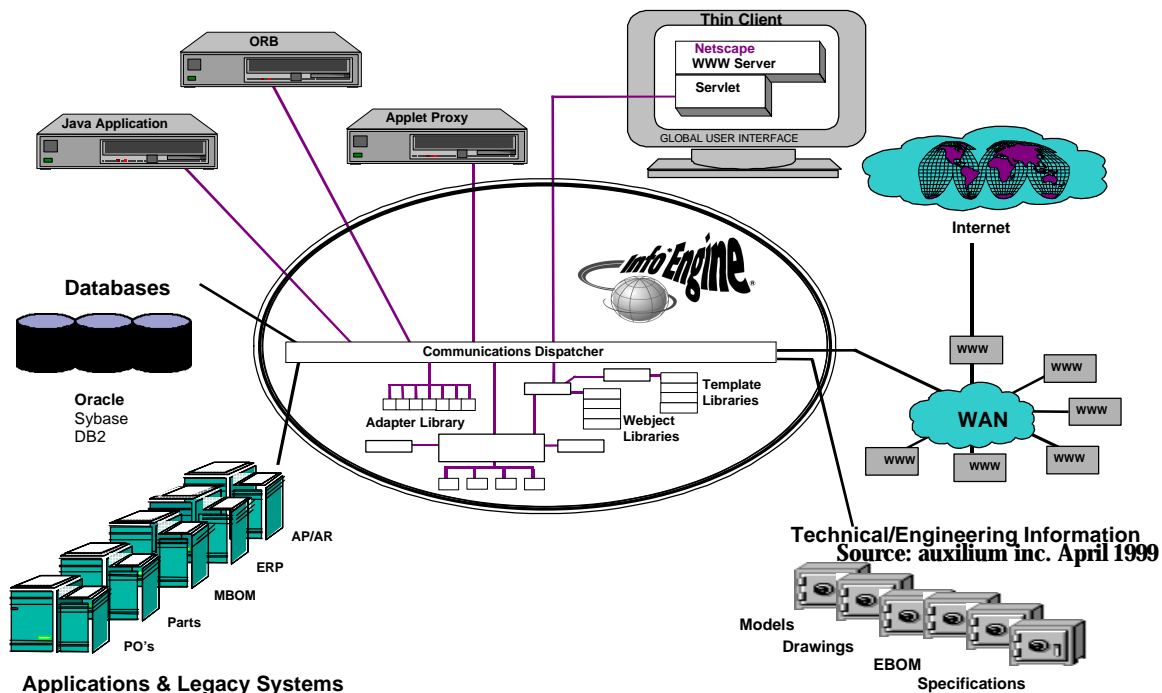 ORB
Thin Client
Netscape
WWW Server
Servlet
GLOBAL USER INTERFACE
Java Application
Applet Proxy
Internet
Info*Engine®
Databases
Oracle
Sybase
DB2
Communications Dispatcher
Adapter Library
Webject
Libraries
Template
Libraries
www
www
www
WAN
www
www
www
AP/AR
ERP
MBOM
Parts
PO's
Applications & Legacy Systems
Technical/Engineering Information
Source: auxilium inc. April 1999
Models
Drawings
EBOM
Specifications